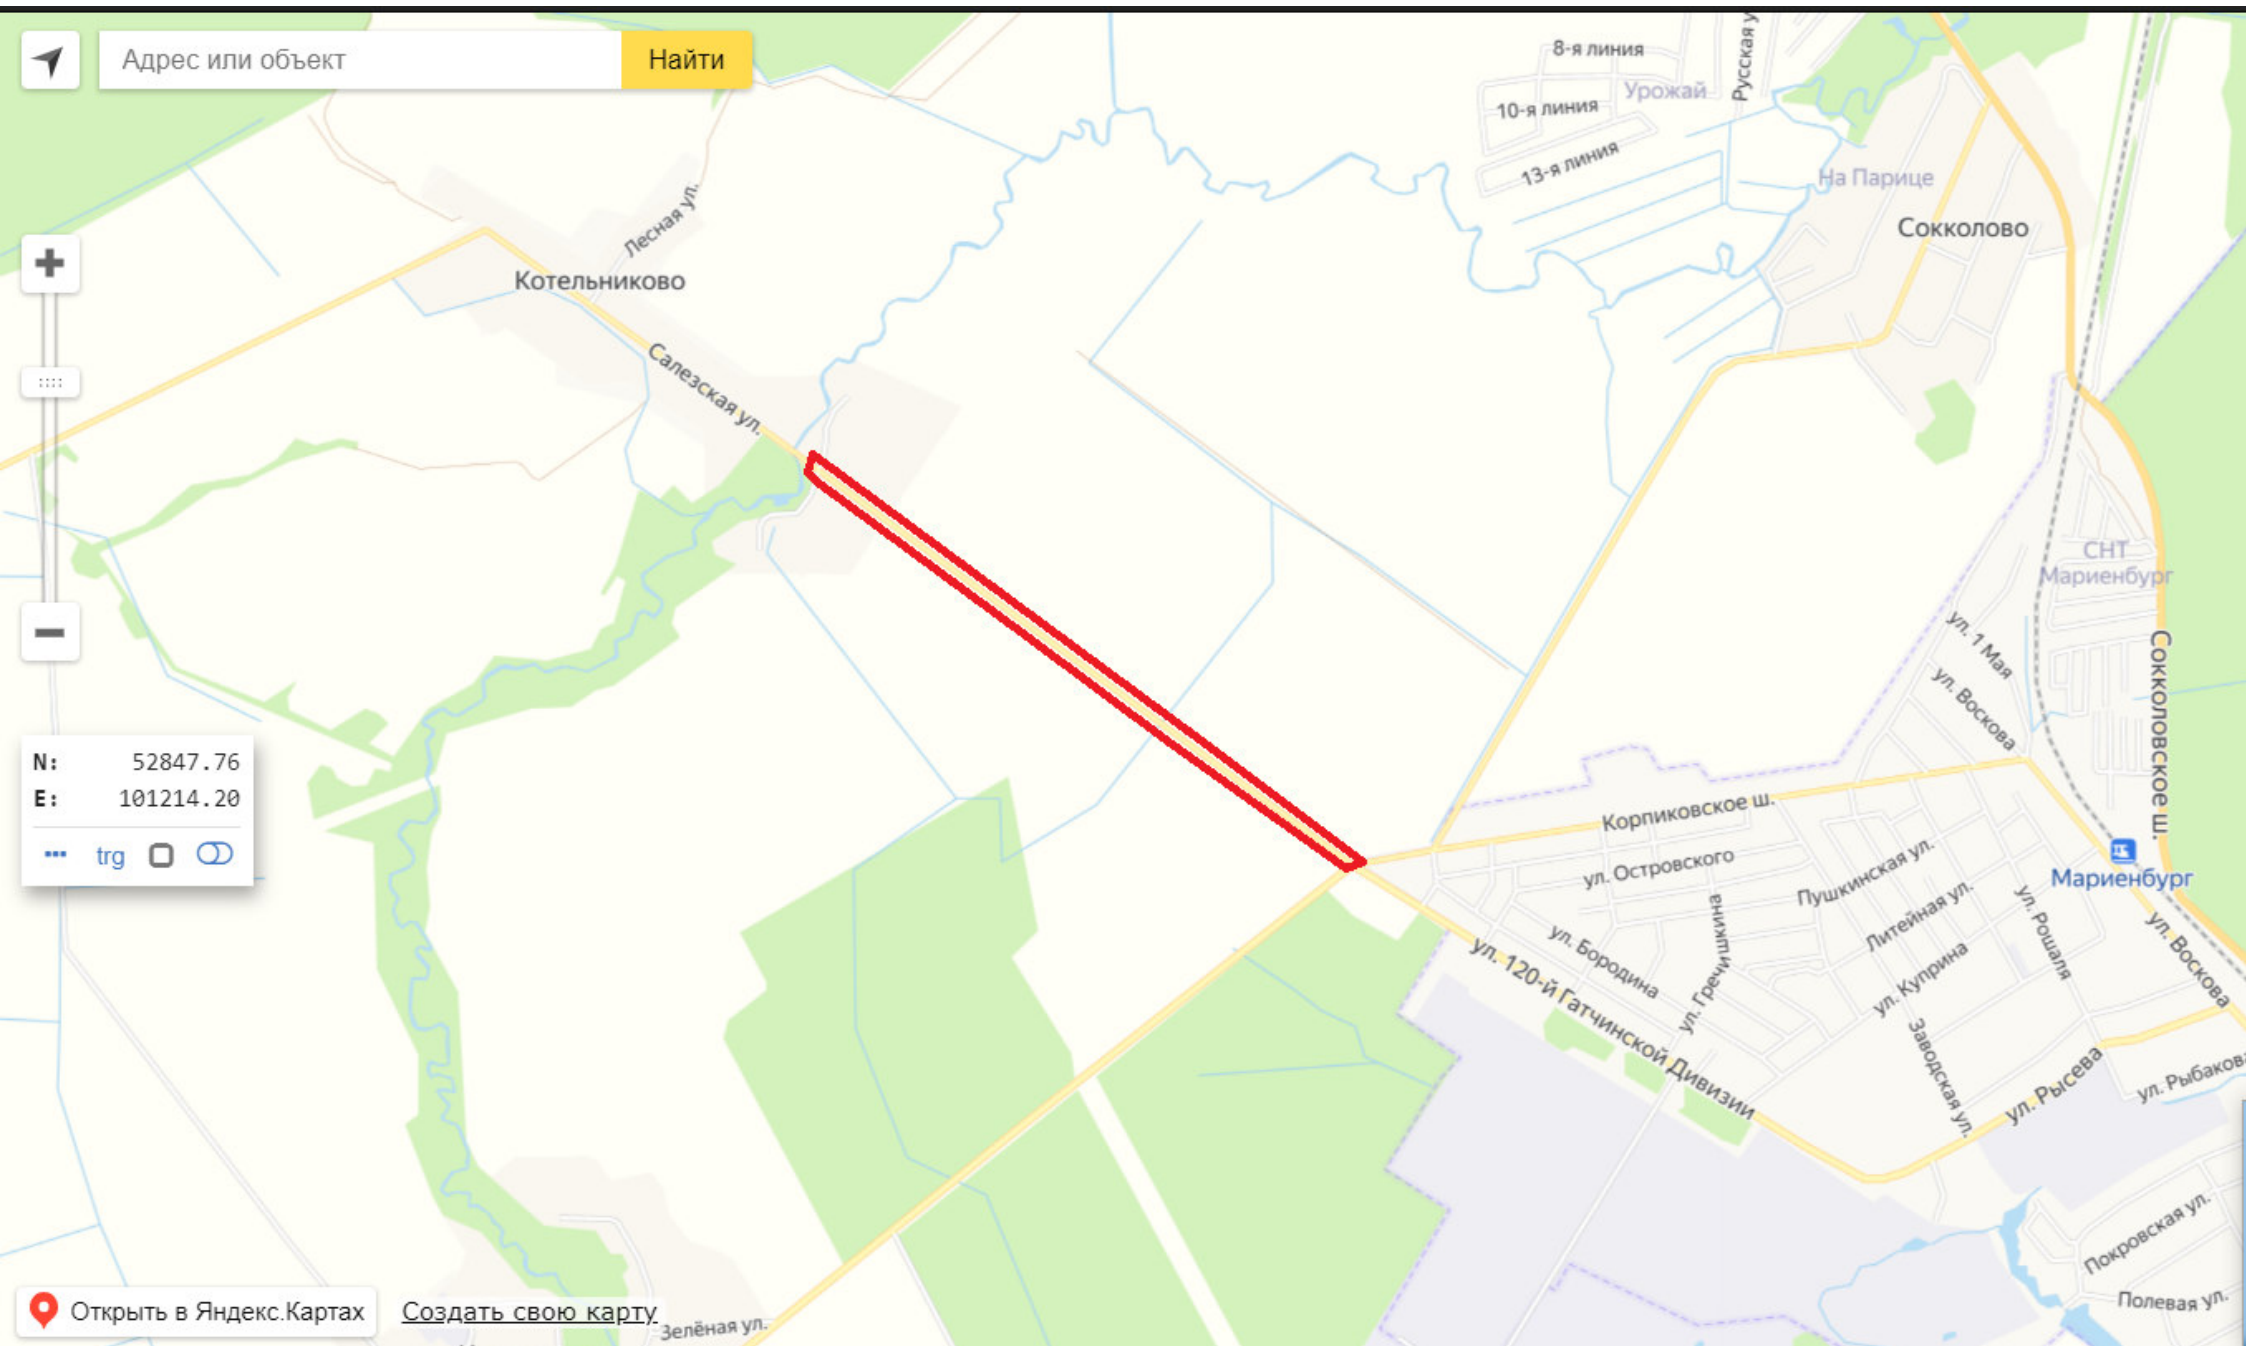 Адрес или объект
Найти
8-я линия
Русская у
Урожай
10-я линия
13-я линия
На Парице
Сокколово
Лесная ул.
Котельниково
Салезская ул.
СНТ
Мариенбург
ул. 1 Мая
ул. Воскова
Сокколовское ш.
N: 52847.76
E: 101214.20
trg
Корпиковское ш.
ул. Островского
Пушкинская ул.
Мариенбург
Литейная ул.
ул. Рошаля
ул. Гречишкина
ул. Бородина
ул. Куприна
ул. Воскова
ул. 120-й Гатчинской Дивизии
Заводская ул.
ул. Рысева
ул. Рыбакова
Покровская ул.
Полевая ул.
Открыть в Яндекс.Картах
Создать свою карту
Зелёная ул.